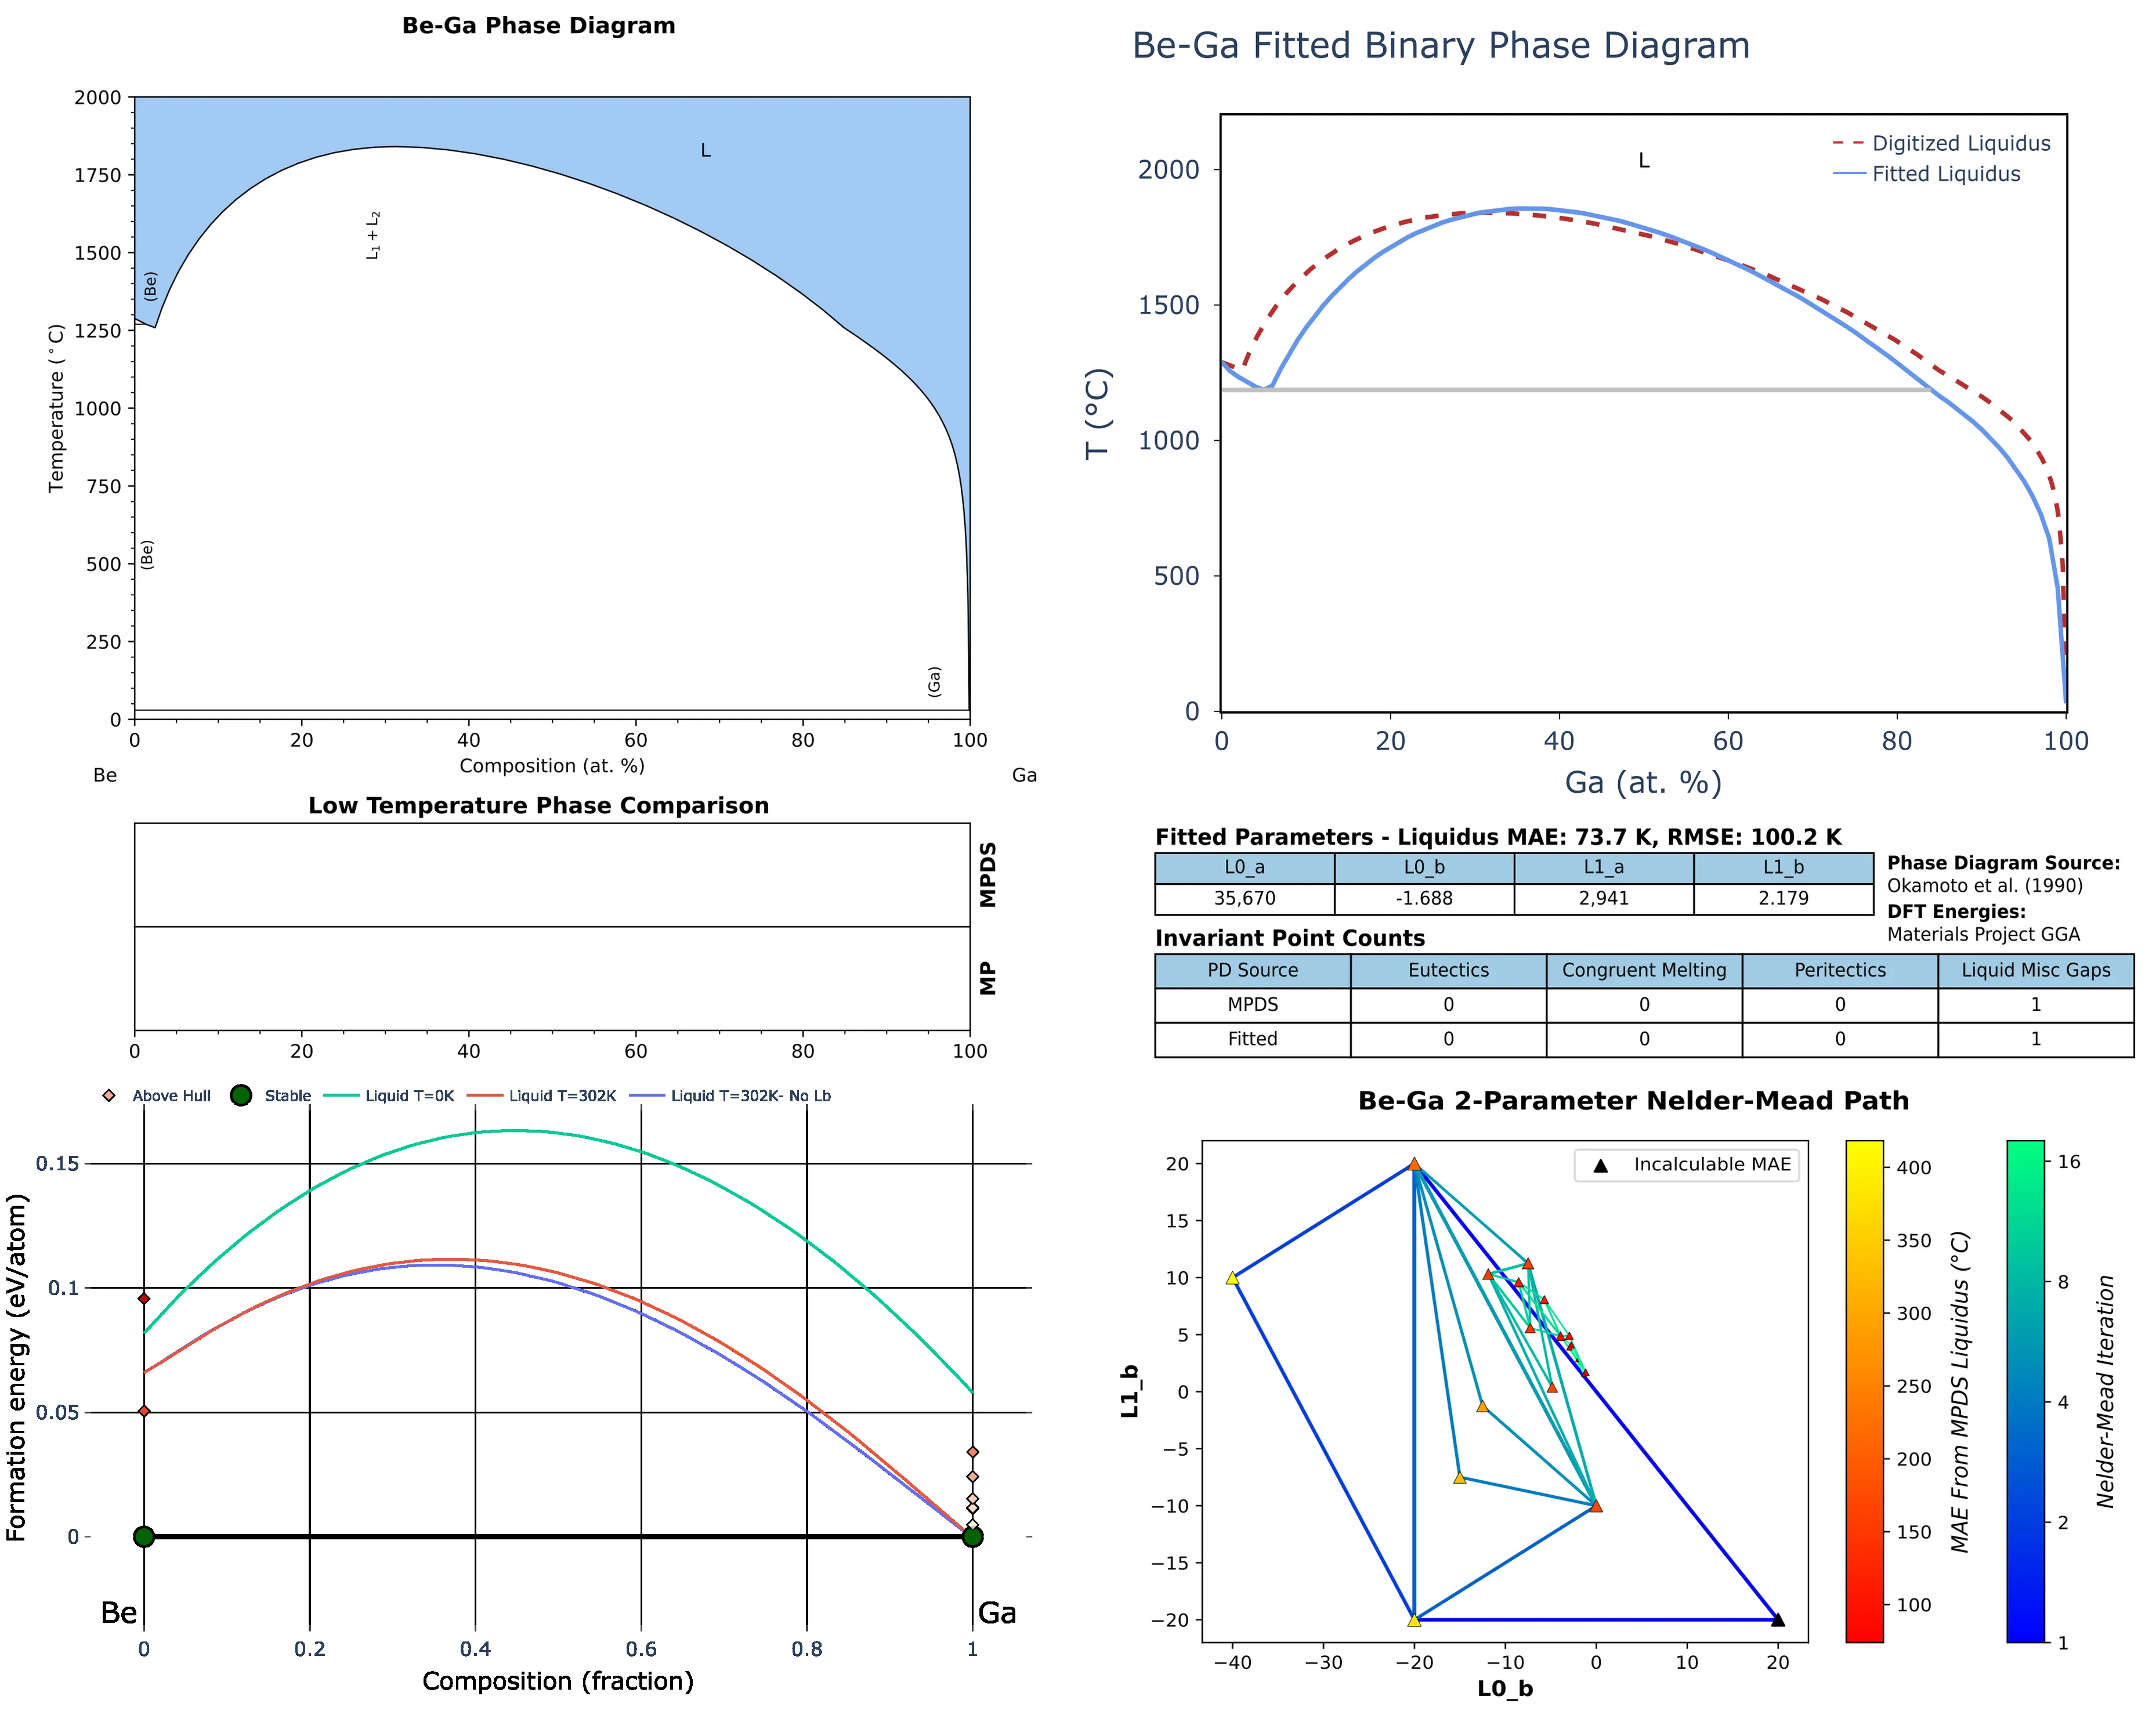 Be-Ga Phase Diagram
2000
1750
1500
1250
1000
750
500
250
0
Temperature (°C)
L
L1 + L2
(Be)
(Be)
(Ga)
0 20 40 60 80 100
Composition (at. %)
Be Ga
Be-Ga Fitted Binary Phase Diagram
2000
1500
1000
500
0
T (°C)
L
Digitized Liquidus
Fitted Liquidus
0 20 40 60 80 100
Ga (at. %)
Low Temperature Phase Comparison
MPDS
MP
0 20 40 60 80 100
Fitted Parameters - Liquidus MAE: 73.7 K, RMSE: 100.2 K
L0_a L0_b L1_a L1_b
35,670 -1.688 2,941 2.179
Phase Diagram Source:
Okamoto et al. (1990)
DFT Energies:
Materials Project GGA
Invariant Point Counts
PD Source Eutectics Congruent Melting Peritectics Liquid Misc Gaps
MPDS 0 0 0 1
Fitted 0 0 0 1
Above Hull Stable Liquid T=0K Liquid T=302K Liquid T=302K- No Lb
0.15
0.1
0.05
0
Formation energy (eV/atom)
Be Ga
0 0.2 0.4 0.6 0.8 1
Composition (fraction)
Be-Ga 2-Parameter Nelder-Mead Path
Incalculable MAE
20
15
10
5
0
−5
−10
−15
−20
L1_b
−40 −30 −20 −10 0 10 20
L0_b
400
350
300
250
200
150
100
MAE From MPDS Liquidus (°C)
16
8
4
2
1
Nelder-Mead Iteration